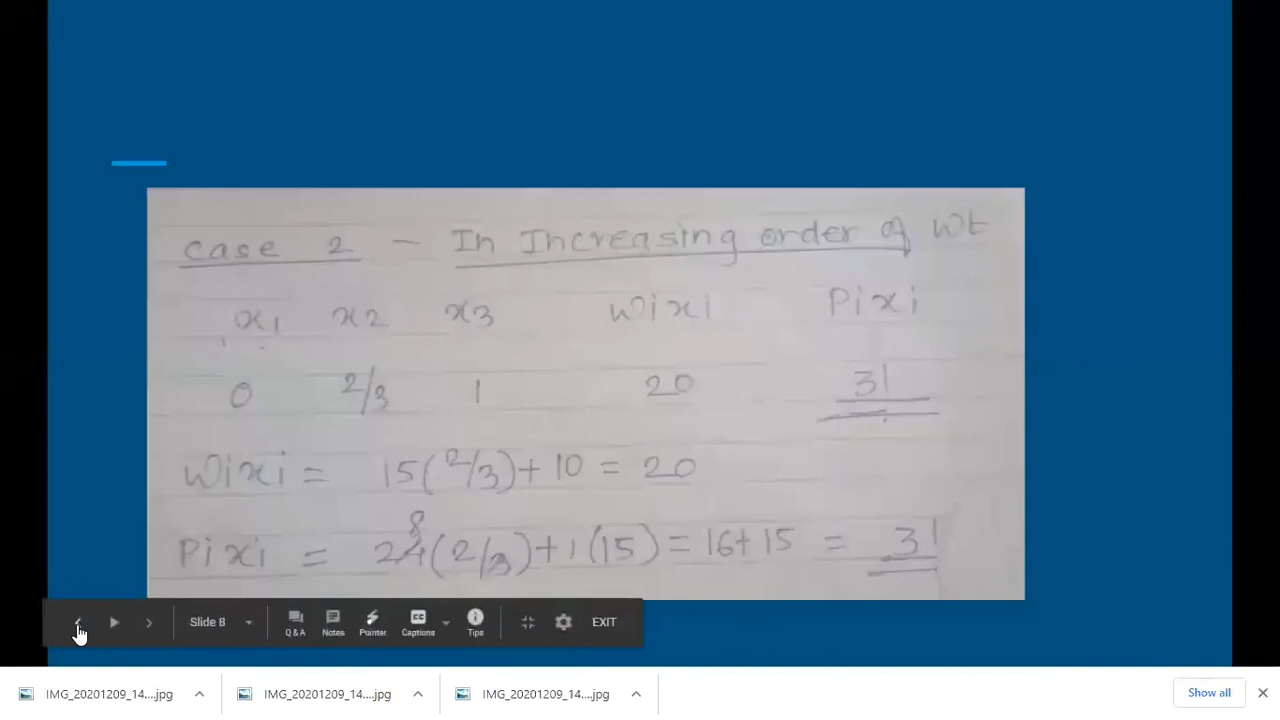 Case 2 - In Increasing order of wt
x1 x2 x3 wixi Pixi
0 2/3 1 20 31
Wixi = 15(2/3)+10 = 20
8
Pixi = 24(2/3)+1(15) = 16+15 = 31
Slide 8
Q&A Notes Pointer Captions Tips EXIT
CC
IMG_20201209_14....jpg IMG_20201209_14....jpg IMG_20201209_14....jpg Show all